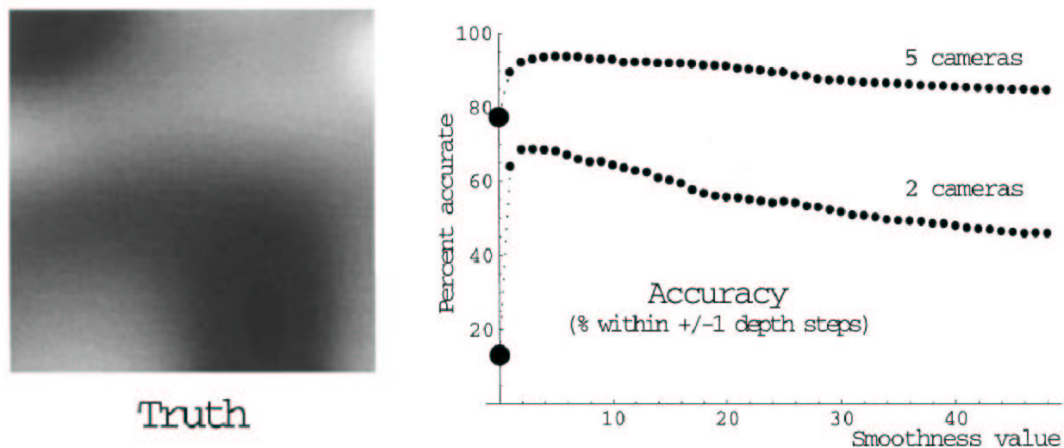 Truth
Percent accurate
100
80
60
40
20
5 cameras
2 cameras
Accuracy
(% within +/-1 depth steps)
10
20
30
40
Smoothness value